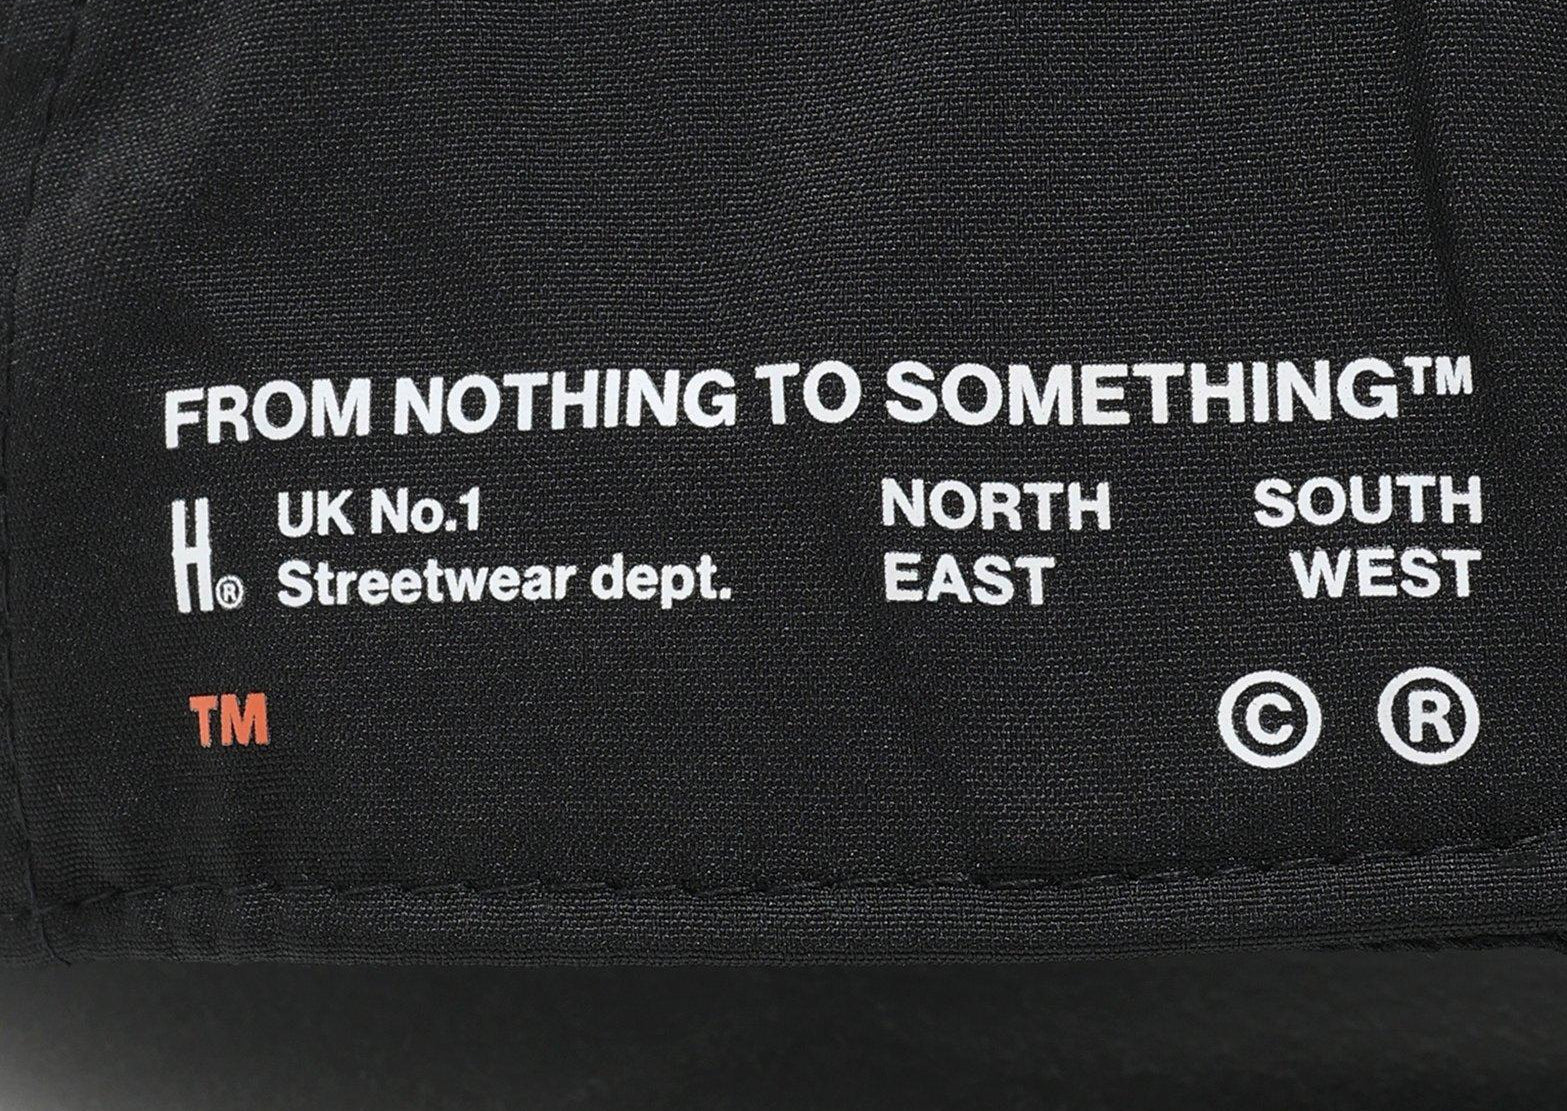 FROM NOTHING TO SOMETHING™
H® UK No.1 NORTH SOUTH
Streetwear dept. EAST WEST
TM © ®